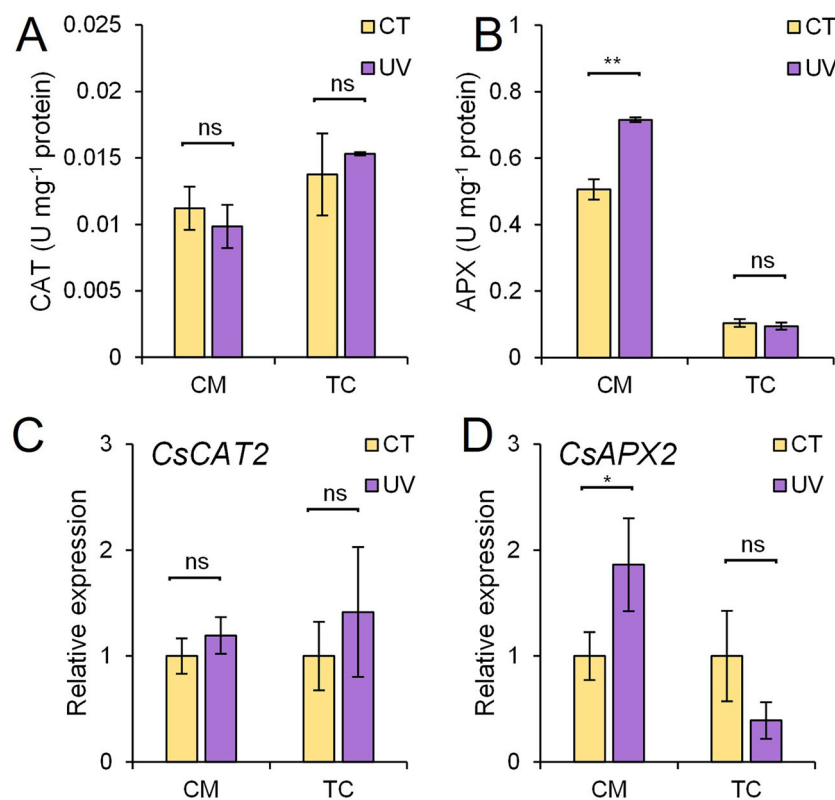 A
CAT (U mg⁻¹ protein)
0.025
0.02
0.015
0.01
0.005
0
ns
ns
CT
UV
CM
TC
B
APX (U mg⁻¹ protein)
1
0.8
0.6
0.4
0.2
0
**
ns
CT
UV
CM
TC
C
CsCAT2
Relative expression
3
2
1
0
ns
ns
CT
UV
CM
TC
D
CsAPX2
Relative expression
3
2
1
0
*
ns
CT
UV
CM
TC